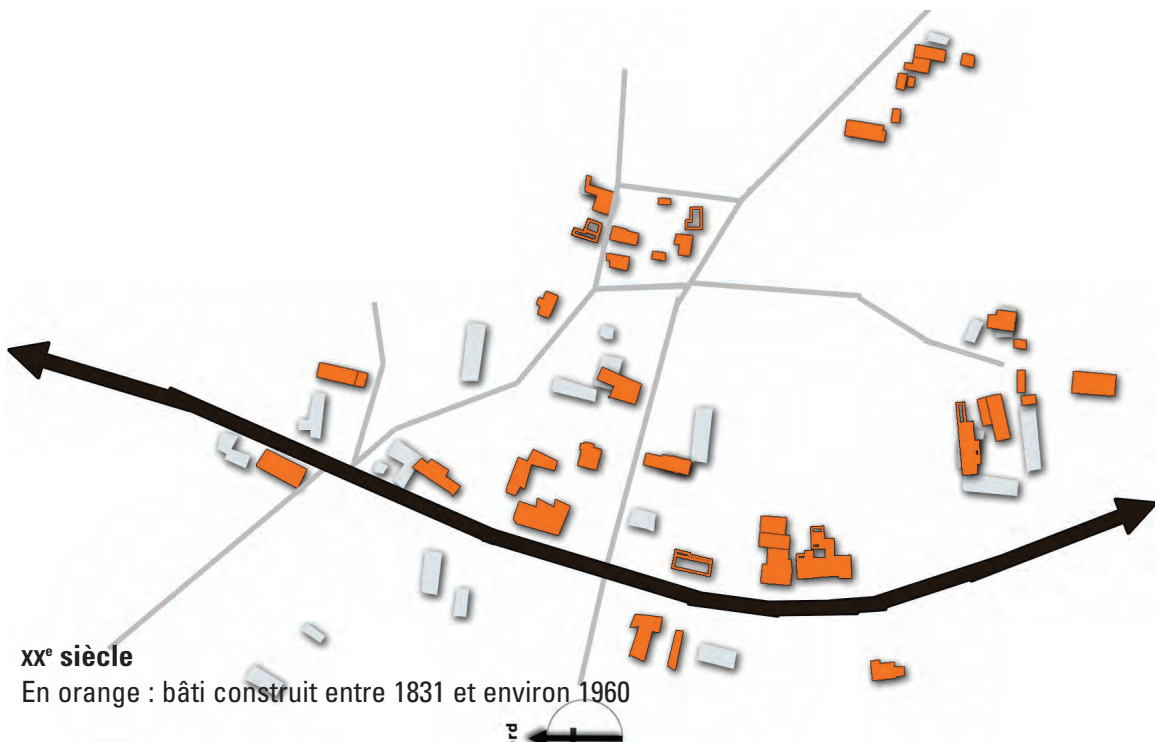 XXᵉ siècle
En orange : bâti construit entre 1831 et environ 1960